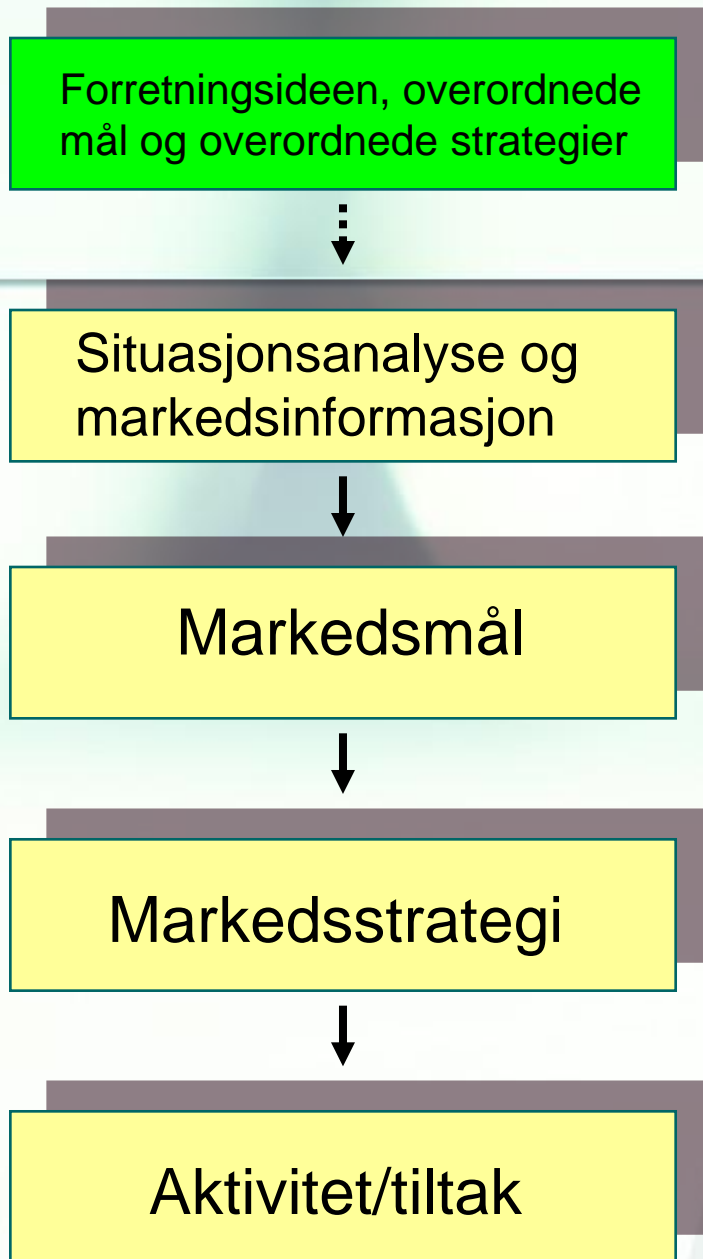 Forretningsideen, overordnede
mål og overordnede strategier
Situasjonsanalyse og
markedsinformasjon
Markedsmål
Markedsstrategi
Aktivitet/tiltak